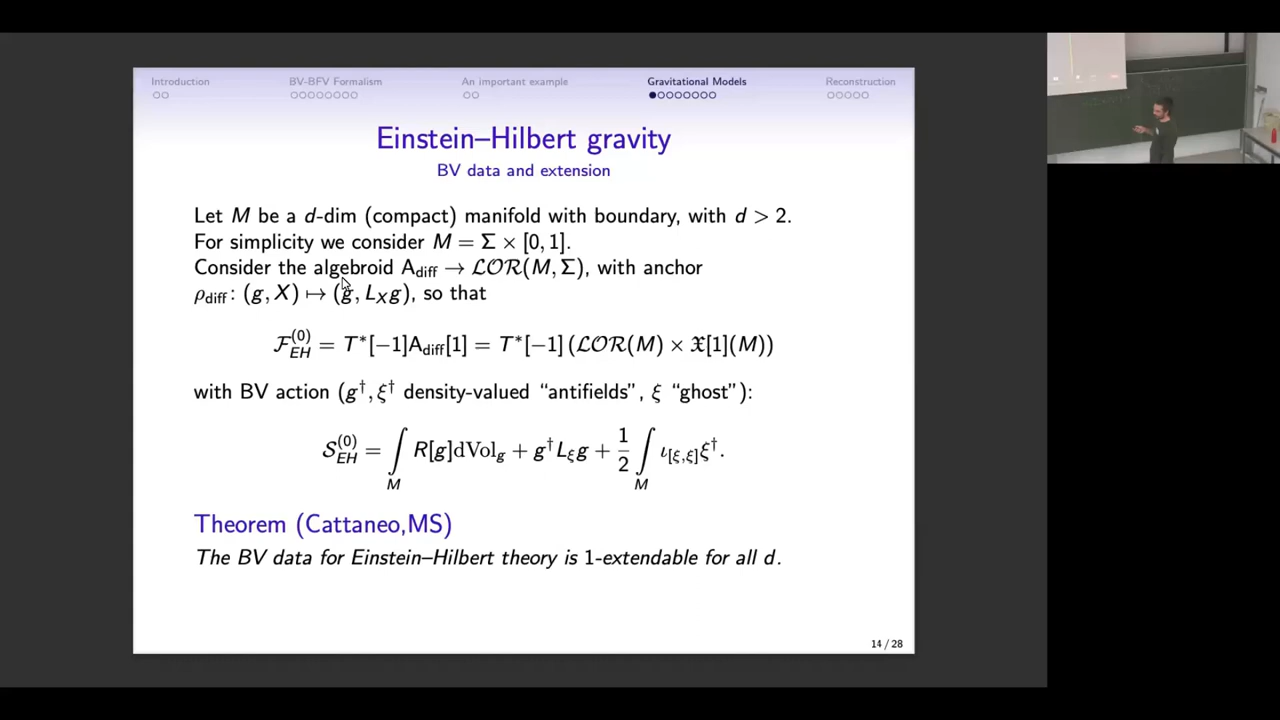 Introduction
BV-BFV Formalism
An important example
Gravitational Models
Reconstruction
Einstein–Hilbert gravity
BV data and extension
Let M be a d-dim (compact) manifold with boundary, with d > 2.
For simplicity we consider M = Σ × [0, 1].
Consider the algebroid A_diff → 𝓛𝓞𝓡(M, Σ), with anchor
ρ_diff : (g, X) ↦ (g, L_X g), so that
𝓕_EH^(0) = T*[−1]A_diff[1] = T*[−1] (𝓛𝓞𝓡(M) × 𝔛[1](M))
with BV action (g†, ξ† density-valued “antifields”, ξ “ghost”):
𝓢_EH^(0) = ∫_M R[g]dVol_g + g†L_ξ g + 1/2 ∫_M ι_[ξ,ξ] ξ†.
Theorem (Cattaneo,MS)
The BV data for Einstein–Hilbert theory is 1-extendable for all d.
14 / 28